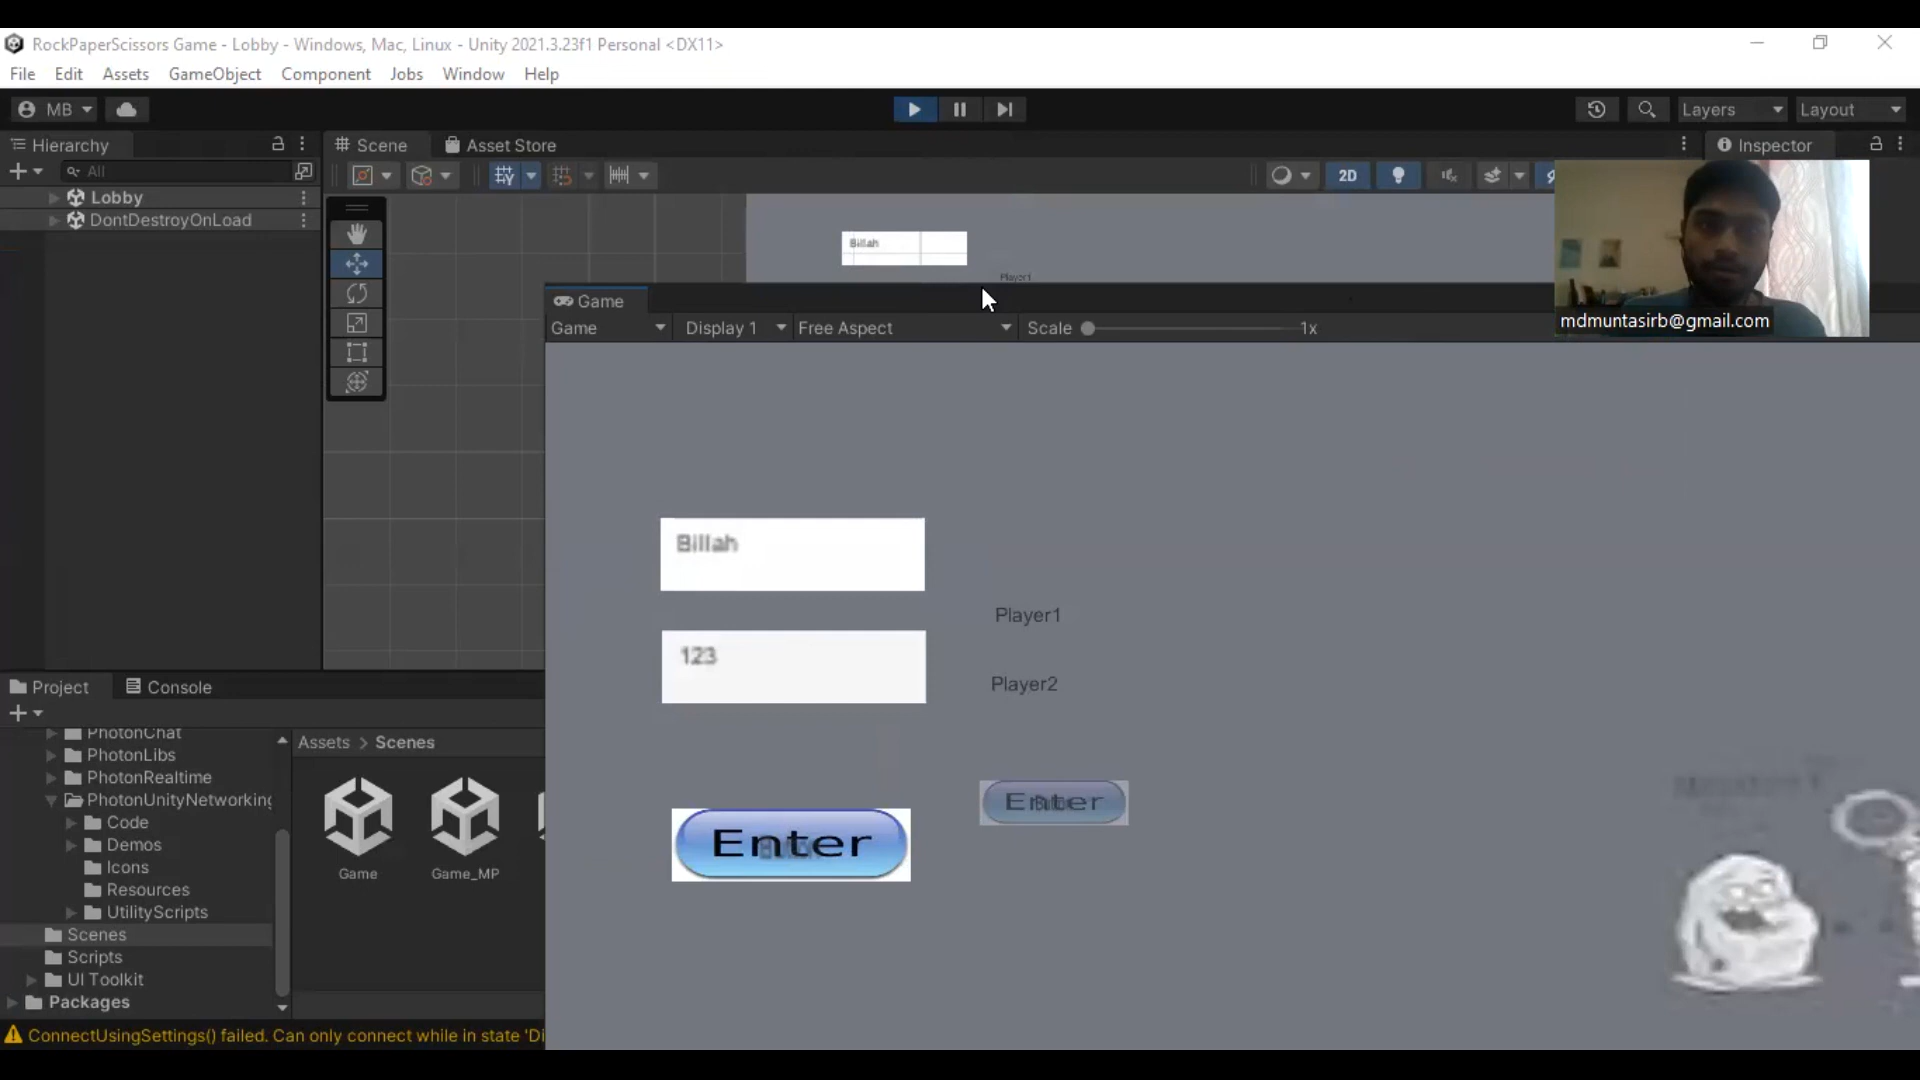 RockPaperScissors Game - Lobby - Windows, Mac, Linux - Unity 2021.3.23f1 Personal <DX11>
File Edit Assets GameObject Component Jobs Window Help
MB Layers Layout
Hierarchy Scene Asset Store Inspector
All 2D
Lobby
DontDestroyOnLoad
Billah
Player1
Game
Game Display 1 Free Aspect Scale 1x
mdmuntasirb@gmail.com
Billah
Player1
123
Player2
Enter
Enter
Project Console
PhotonChat
PhotonLibs
PhotonRealtime
PhotonUnityNetworking
Code
Demos
Icons
Resources
UtilityScripts
Scenes
Scripts
UI Toolkit
Packages
Assets > Scenes
Game Game_MP
ConnectUsingSettings() failed. Can only connect while in state 'Di